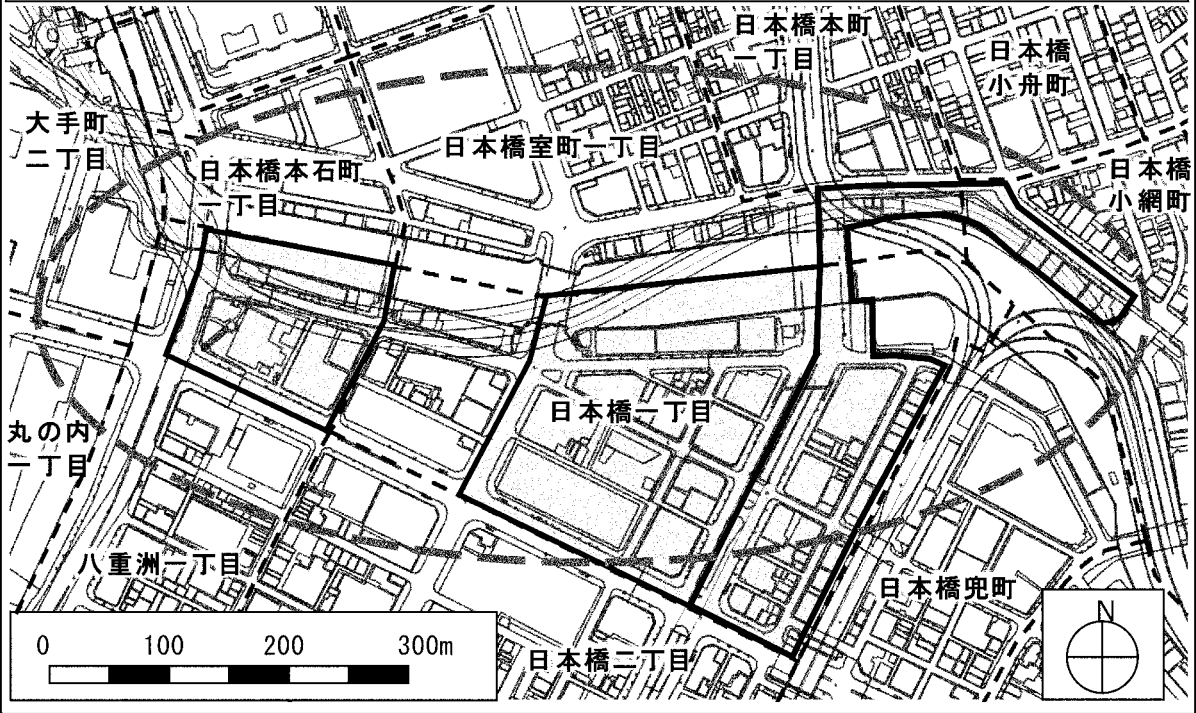 日本橋本町
一丁目
日本橋
小舟町
大手町
二丁目
日本橋本石町
一丁目
日本橋室町一丁目
日本橋
小網町
丸の内
一丁目
日本橋一丁目
八重洲一丁目
日本橋兜町
日本橋二丁目
0 100 200 300m
N